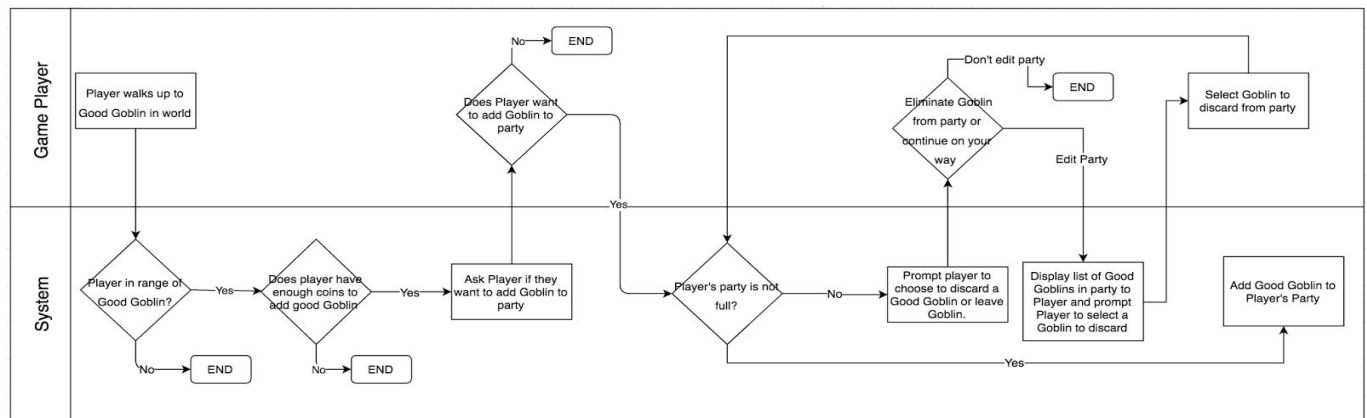 Game Player
Player walks up to
Good Goblin in world
No
END
Does Player want
to add Goblin to
party
Yes
Don't edit party
END
Eliminate Goblin
from party or
continue on your
way
Edit Party
Select Goblin to
discard from party
System
Player in range of
Good Goblin?
Yes
No
END
Does player have
enough coins to
add good Goblin
Yes
No
END
Ask Player if they
want to add Goblin to
party
Player's party is not
full?
No
Yes
Prompt player to
choose to discard a
Good Goblin or leave
Goblin.
Display list of Good
Goblins in party to
Player and prompt
Player to select a
Goblin to discard
Add Good Goblin to
Player's Party